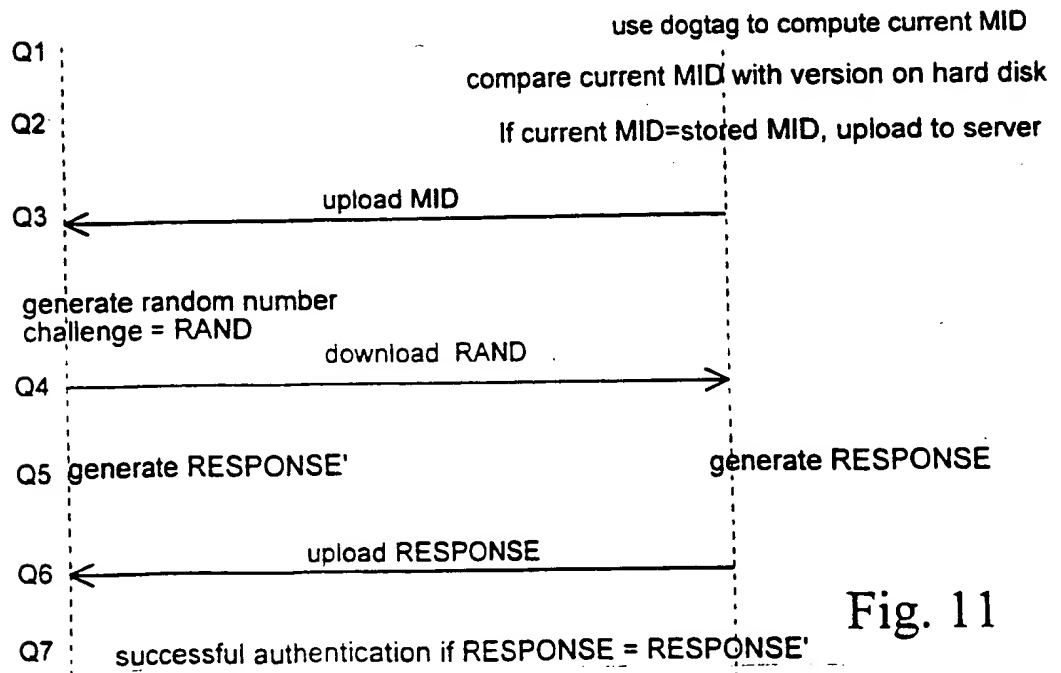 use dogtag to compute current MID
Q1
compare current MID with version on hard disk
Q2
If current MID=stored MID, upload to server
upload MID
Q3
generate random number
challenge = RAND
download RAND
Q4
Q5 generate RESPONSE' generate RESPONSE
upload RESPONSE
Q6
Fig. 11
Q7 successful authentication if RESPONSE = RESPONSE'